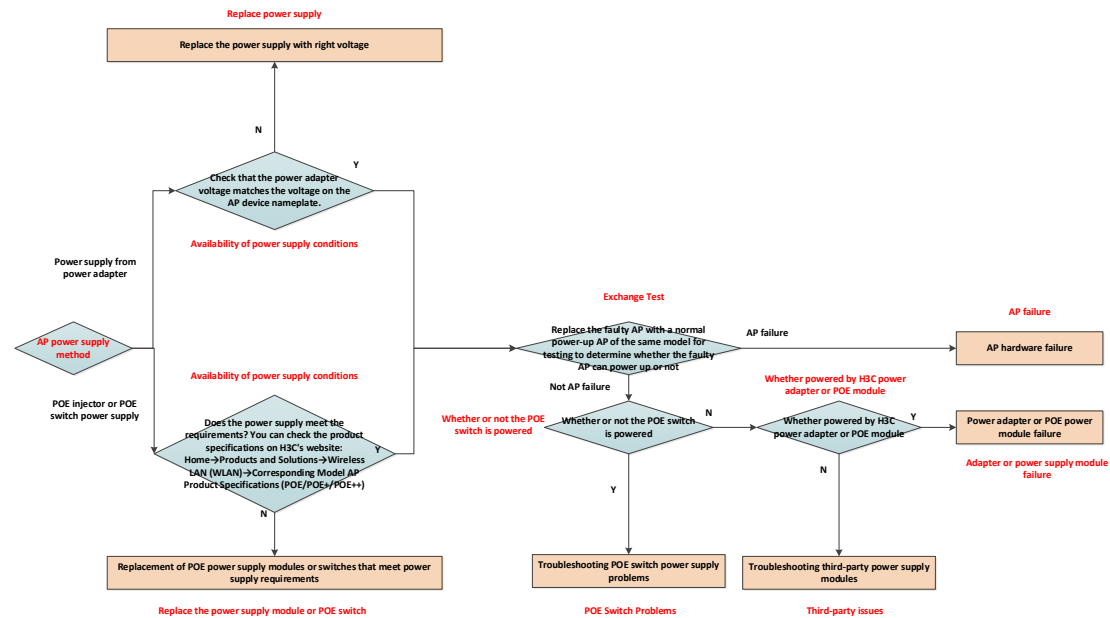 Replace power supply
Replace the power supply with right voltage
N
Y
Check that the power adapter
voltage matches the voltage on the
AP device nameplate.
Availability of power supply conditions
Power supply from
power adapter
AP power supply
method
POE injector or POE
switch power supply
Availability of power supply conditions
Does the power supply meet the
requirements? You can check the product
specifications on H3C's website:
Home→Products and Solutions→Wireless
LAN (WLAN)→Corresponding Model AP
Product Specifications (POE/POE+/POE++)
Y
N
Replacement of POE power supply modules or switches that meet power
supply requirements
Replace the power supply module or POE switch
Exchange Test
Replace the faulty AP with a normal
power-up AP of the same model for
testing to determine whether the faulty
AP can power up or not
AP failure
AP failure
AP hardware failure
Not AP failure
Whether or not the POE
switch is powered
Whether or not the POE switch
is powered
N
Whether powered by H3C power
adapter or POE module
Whether powered by H3C
power adapter or POE module
Y
Power adapter or POE power
module failure
Adapter or power supply module
failure
Y
N
Troubleshooting POE switch power supply
problems
POE Switch Problems
Troubleshooting third-party power supply
modules
Third-party issues